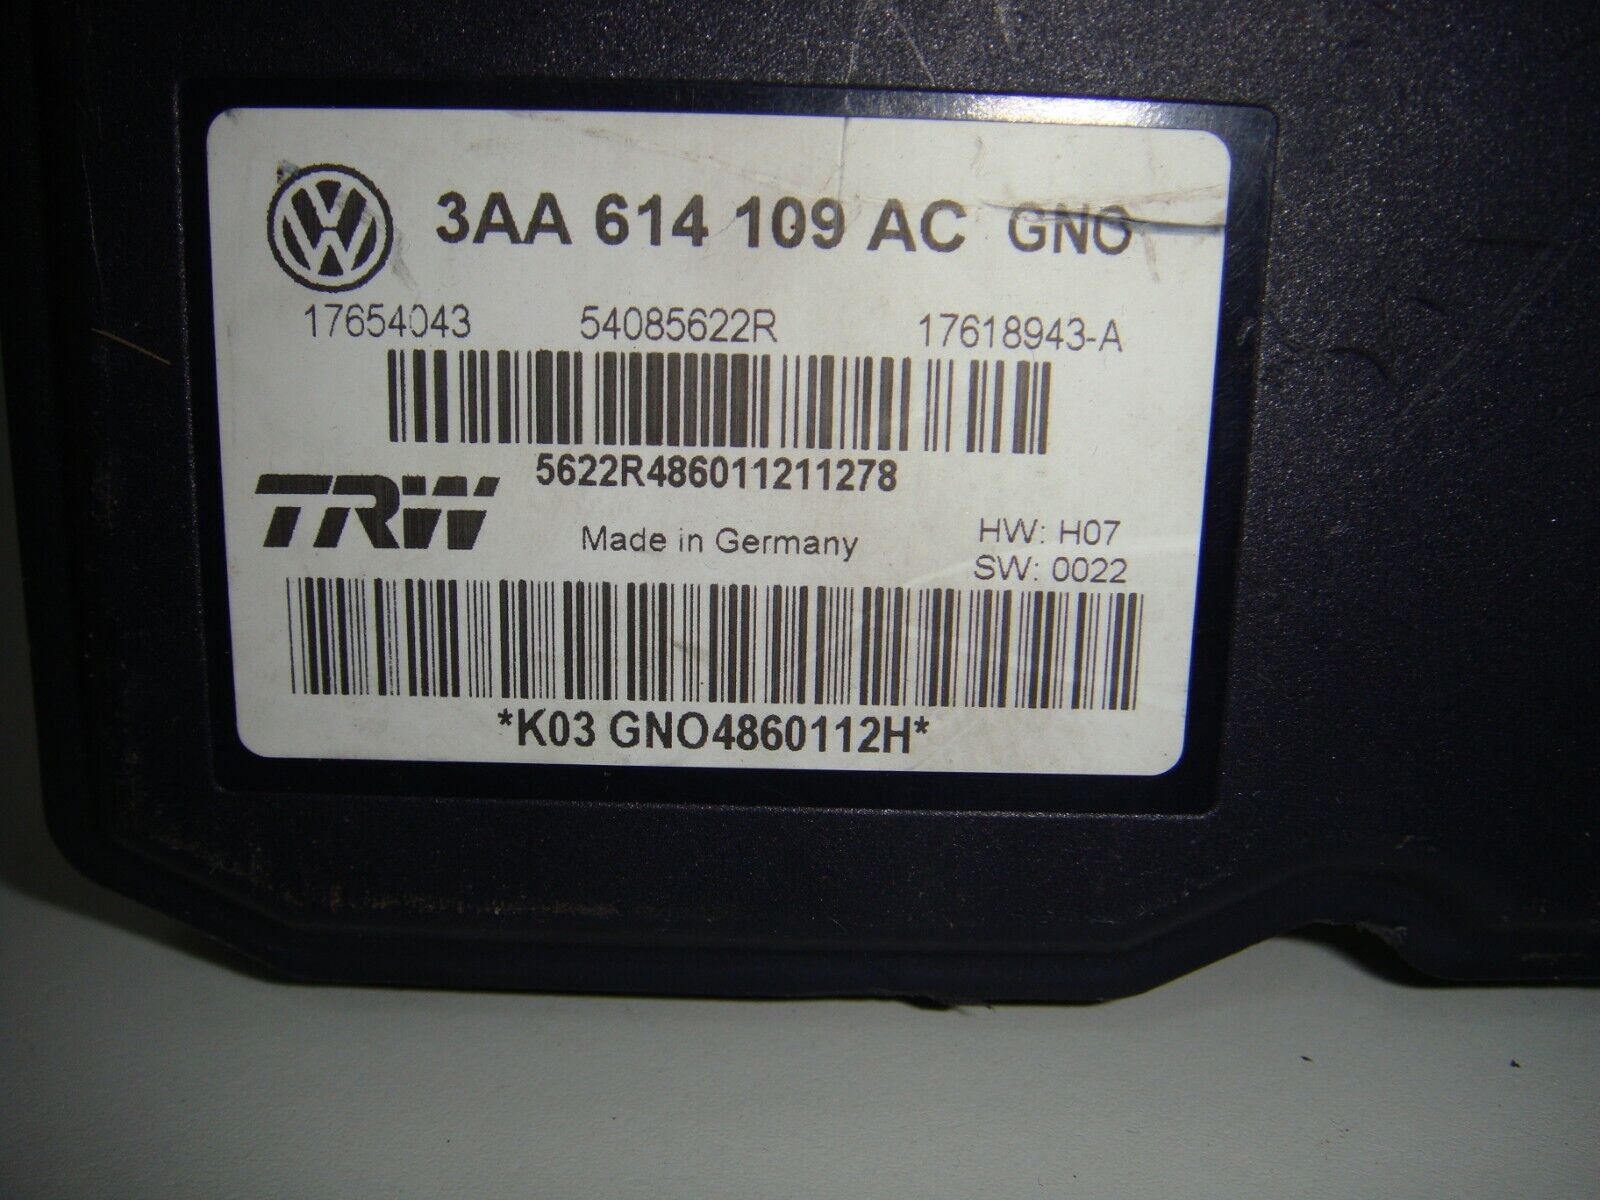 3AA 614 109 AC GNO
17654043 54085622R 17618943-A
5622R486011211278
TRW
Made in Germany
HW: H07
SW: 0022
*K03 GNO4860112H*